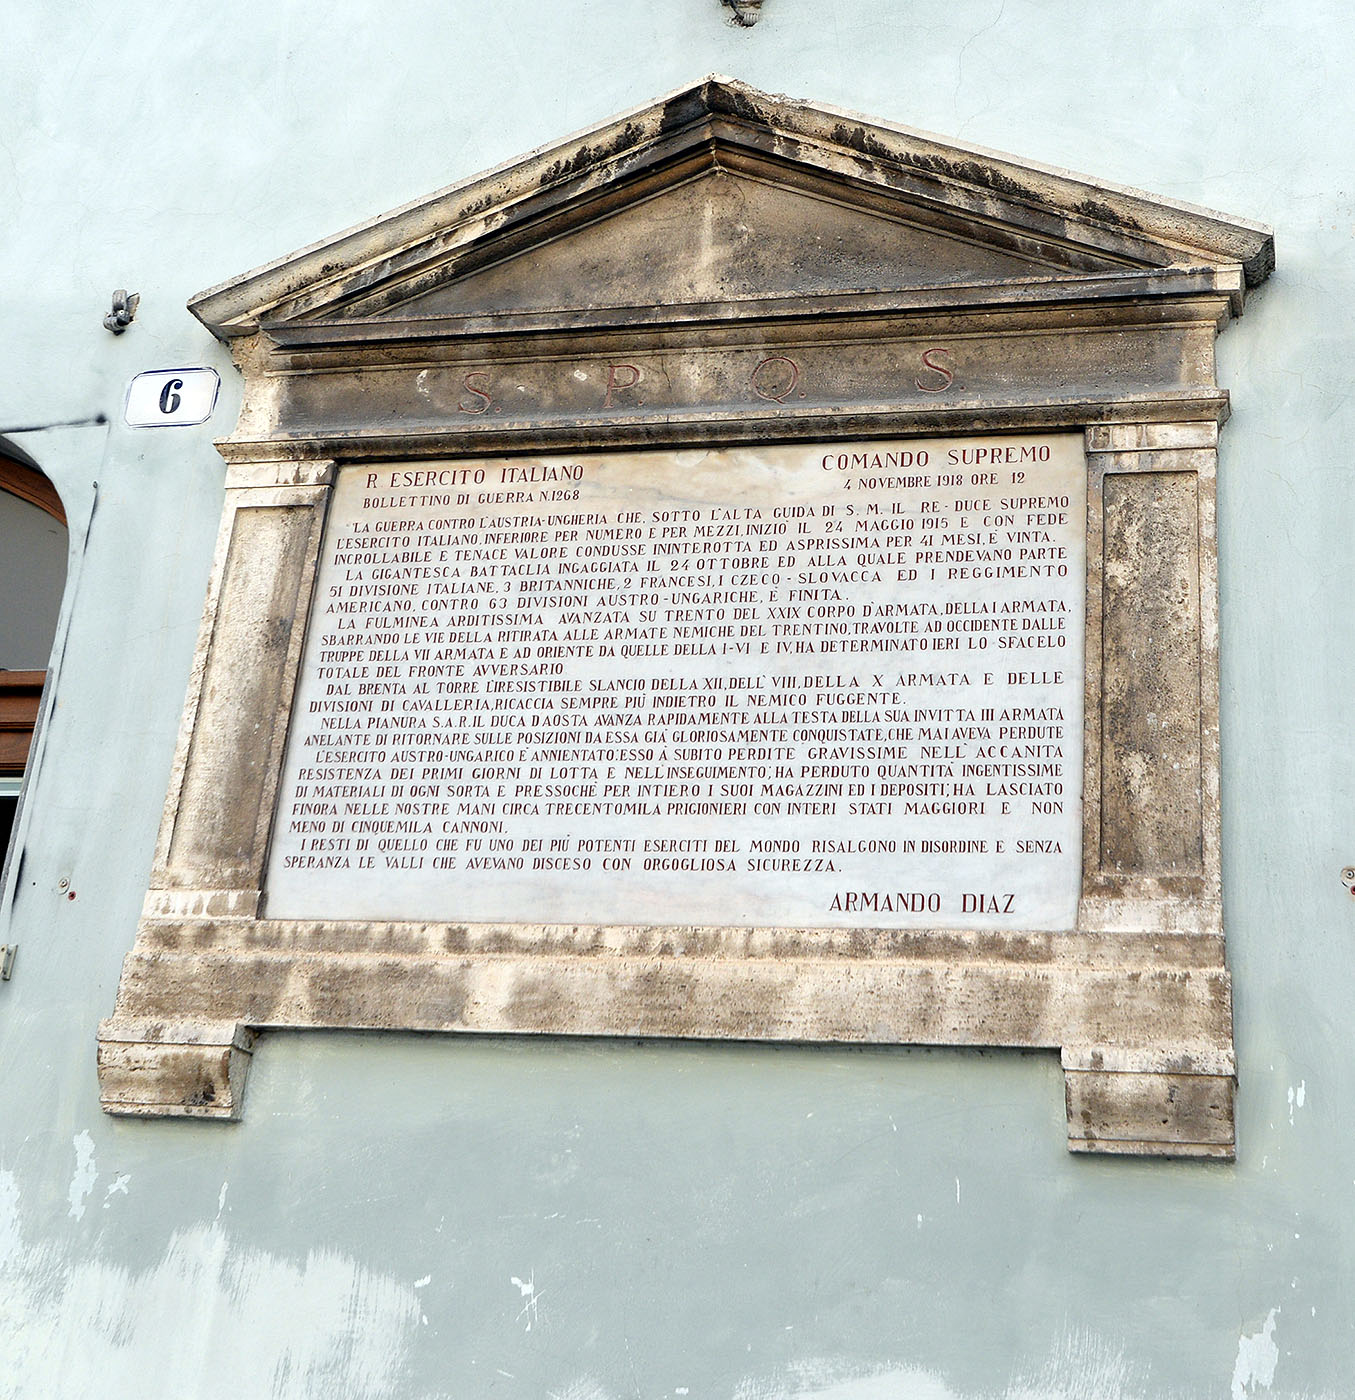 S. P. Q. S
6
R ESERCITO ITALIANO COMANDO SUPREMO
BOLLETTINO DI GUERRA N.1268 4 NOVEMBRE 1918 ORE 12
"LA GUERRA CONTRO L'AUSTRIA-UNGHERIA CHE, SOTTO L'ALTA GUIDA DI S. M. IL RE-DUCE SUPREMO
L'ESERCITO ITALIANO, INFERIORE PER NUMERO E PER MEZZI, INIZIO' IL 24 MAGGIO 1915 E CON FEDE
INCROLLABILE E TENACE VALORE CONDUSSE ININTEROTTA ED ASPRISSIMA PER 41 MESI, È VINTA.
LA GIGANTESCA BATTAGLIA INGAGGIATA IL 24 OTTOBRE ED ALLA QUALE PRENDEVANO PARTE
51 DIVISIONE ITALIANE, 3 BRITANNICHE, 2 FRANCESI, 1 CZECO-SLOVACCA ED 1 REGGIMENTO
AMERICANO, CONTRO 63 DIVISIONI AUSTRO-UNGARICHE, È FINITA.
LA FULMINEA ARDITISSIMA AVANZATA SU TRENTO DEL XXIX CORPO D'ARMATA, DELLA I ARMATA,
SBARRANDO LE VIE DELLA RITIRATA ALLE ARMATE NEMICHE DEL TRENTINO, TRAVOLTE AD OCCIDENTE DALLE
TRUPPE DELLA VII ARMATA E AD ORIENTE DA QUELLE DELLA I-VI E IV, HA DETERMINATO IERI LO SFACELO
TOTALE DEL FRONTE AVVERSARIO
DAL BRENTA AL TORRE L'IRESISTIBILE SLANCIO DELLA XII, DELL' VIII, DELLA X ARMATA E DELLE
DIVISIONI DI CAVALLERIA, RICACCIA SEMPRE PIU' INDIETRO IL NEMICO FUGGENTE.
NELLA PIANURA S.A.R. IL DUCA D'AOSTA AVANZA RAPIDAMENTE ALLA TESTA DELLA SUA INVITTA III ARMATA
ANELANTE DI RITORNARE SULLE POSIZIONI DA ESSA GIA' GLORIOSAMENTE CONQUISTATE, CHE MAI AVEVA PERDUTE
L'ESERCITO AUSTRO-UNGARICO È ANNIENTATO: ESSO À SUBITO PERDITE GRAVISSIME NELL' ACCANITA
RESISTENZA DEI PRIMI GIORNI DI LOTTA E NELL'INSEGUIMENTO; HA PERDUTO QUANTITA' INGENTISSIME
DI MATERIALI DI OGNI SORTA E PRESSOCHÈ PER INTIERO I SUOI MAGAZZINI ED I DEPOSITI; HA LASCIATO
FINORA NELLE NOSTRE MANI CIRCA TRECENTOMILA PRIGIONIERI CON INTERI STATI MAGGIORI E NON
MENO DI CINQUEMILA CANNONI.
I RESTI DI QUELLO CHE FU UNO DEI PIU' POTENTI ESERCITI DEL MONDO RISALGONO IN DISORDINE E SENZA
SPERANZA LE VALLI CHE AVEVANO DISCESO CON ORGOGLIOSA SICUREZZA.
ARMANDO DIAZ